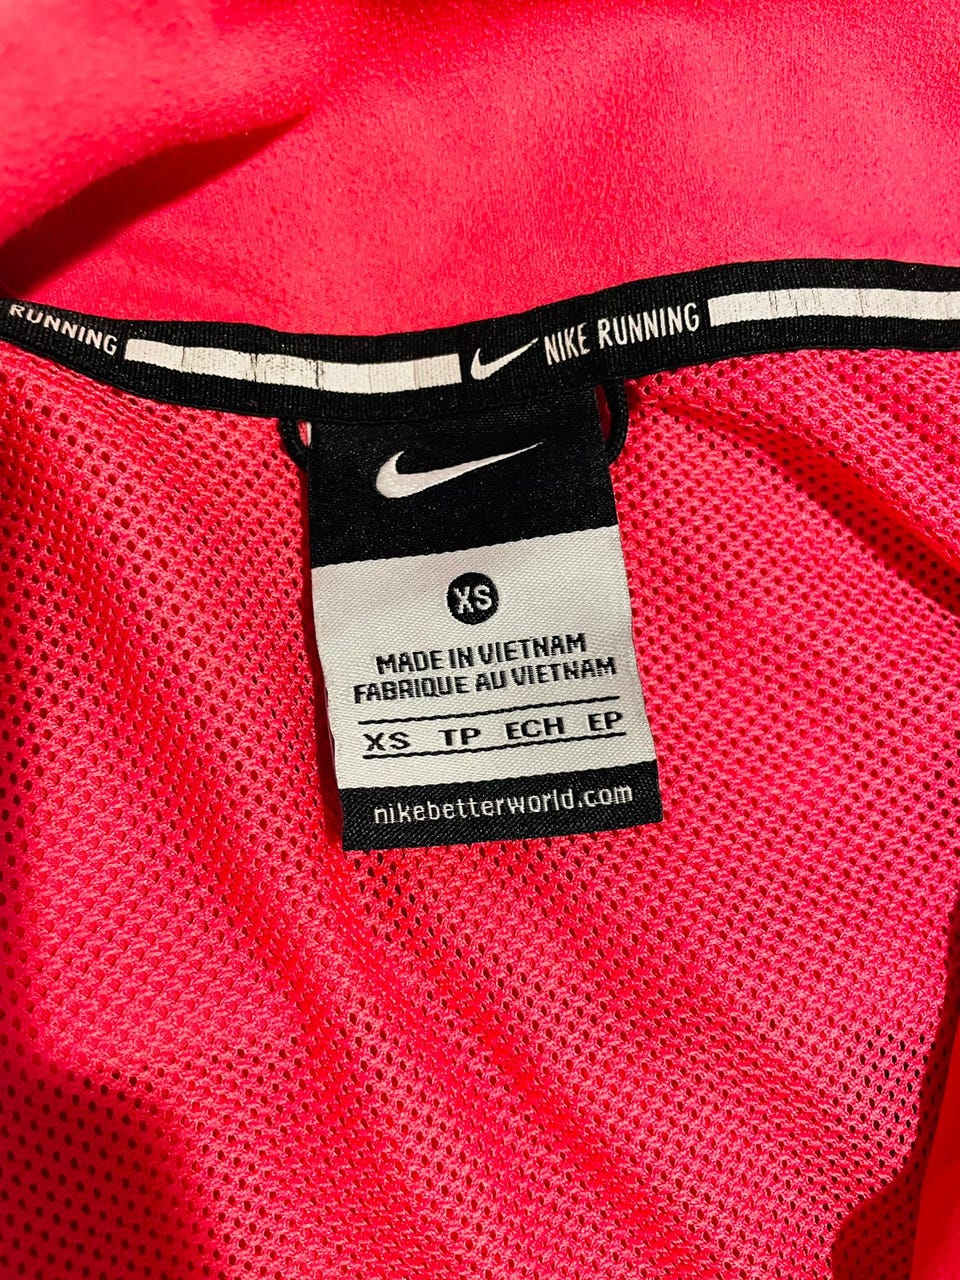 RUNNING
NIKE RUNNING
XS
MADE IN VIETNAM
FABRIQUE AU VIETNAM
XS TP ECH EP
nikebetterworld.com